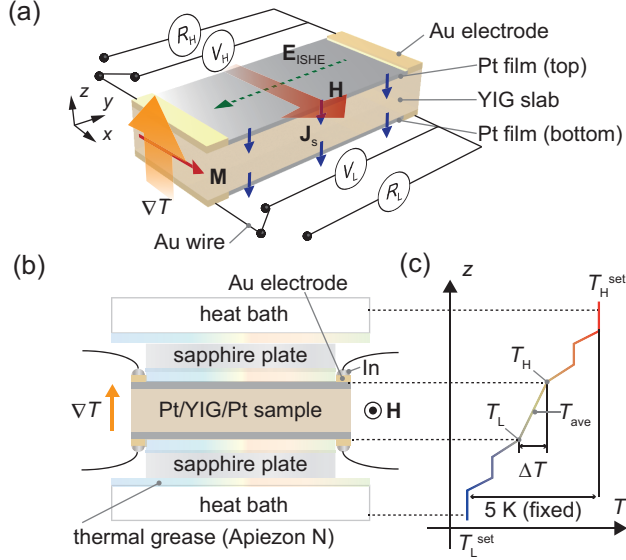 (a)
R_H
V_H
E_ISHE
H
J_s
M
∇T
z
y
x
Au electrode
Pt film (top)
YIG slab
Pt film (bottom)
V_L
R_L
Au wire
(b)
Au electrode
heat bath
sapphire plate
In
∇T
Pt/YIG/Pt sample
H
sapphire plate
heat bath
thermal grease (Apiezon N)
(c)
z
T_H^set
T_H
T_L
T_ave
ΔT
5 K (fixed)
T
T_L^set